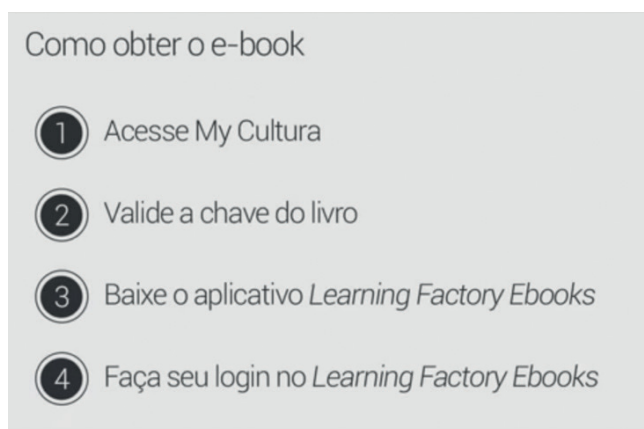 Como obter o e-book
1 Acesse My Cultura
2 Valide a chave do livro
3 Baixe o aplicativo Learning Factory Ebooks
4 Faça seu login no Learning Factory Ebooks